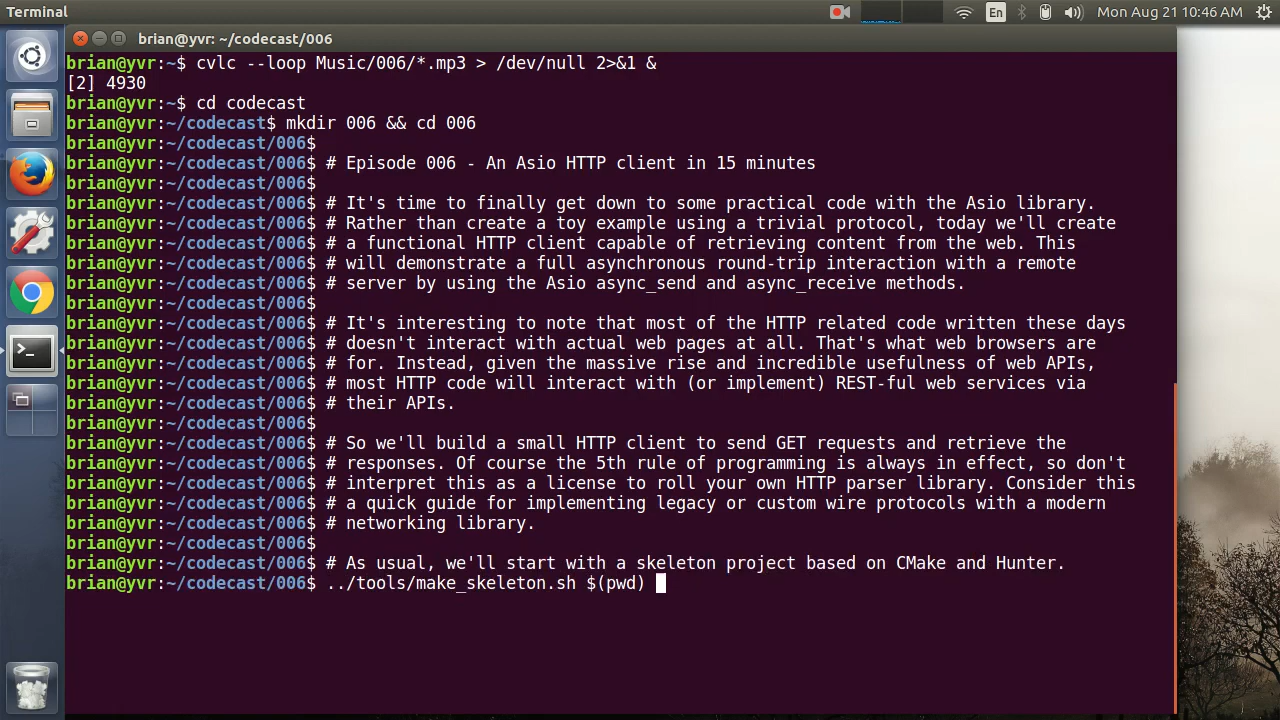 Terminal
En
Mon Aug 21 10:46 AM
brian@yvr: ~/codecast/006
brian@yvr:~$ cvlc --loop Music/006/*.mp3 > /dev/null 2>&1 &
[2] 4930
brian@yvr:~$ cd codecast
brian@yvr:~/codecast$ mkdir 006 && cd 006
brian@yvr:~/codecast/006$
brian@yvr:~/codecast/006$ # Episode 006 - An Asio HTTP client in 15 minutes
brian@yvr:~/codecast/006$
brian@yvr:~/codecast/006$ # It's time to finally get down to some practical code with the Asio library.
brian@yvr:~/codecast/006$ # Rather than create a toy example using a trivial protocol, today we'll create
brian@yvr:~/codecast/006$ # a functional HTTP client capable of retrieving content from the web. This
brian@yvr:~/codecast/006$ # will demonstrate a full asynchronous round-trip interaction with a remote
brian@yvr:~/codecast/006$ # server by using the Asio async_send and async_receive methods.
brian@yvr:~/codecast/006$
brian@yvr:~/codecast/006$ # It's interesting to note that most of the HTTP related code written these days
brian@yvr:~/codecast/006$ # doesn't interact with actual web pages at all. That's what web browsers are
brian@yvr:~/codecast/006$ # for. Instead, given the massive rise and incredible usefulness of web APIs,
brian@yvr:~/codecast/006$ # most HTTP code will interact with (or implement) REST-ful web services via
brian@yvr:~/codecast/006$ # their APIs.
brian@yvr:~/codecast/006$
brian@yvr:~/codecast/006$ # So we'll build a small HTTP client to send GET requests and retrieve the
brian@yvr:~/codecast/006$ # responses. Of course the 5th rule of programming is always in effect, so don't
brian@yvr:~/codecast/006$ # interpret this as a license to roll your own HTTP parser library. Consider this
brian@yvr:~/codecast/006$ # a quick guide for implementing legacy or custom wire protocols with a modern
brian@yvr:~/codecast/006$ # networking library.
brian@yvr:~/codecast/006$
brian@yvr:~/codecast/006$ # As usual, we'll start with a skeleton project based on CMake and Hunter.
brian@yvr:~/codecast/006$ ../tools/make_skeleton.sh $(pwd)